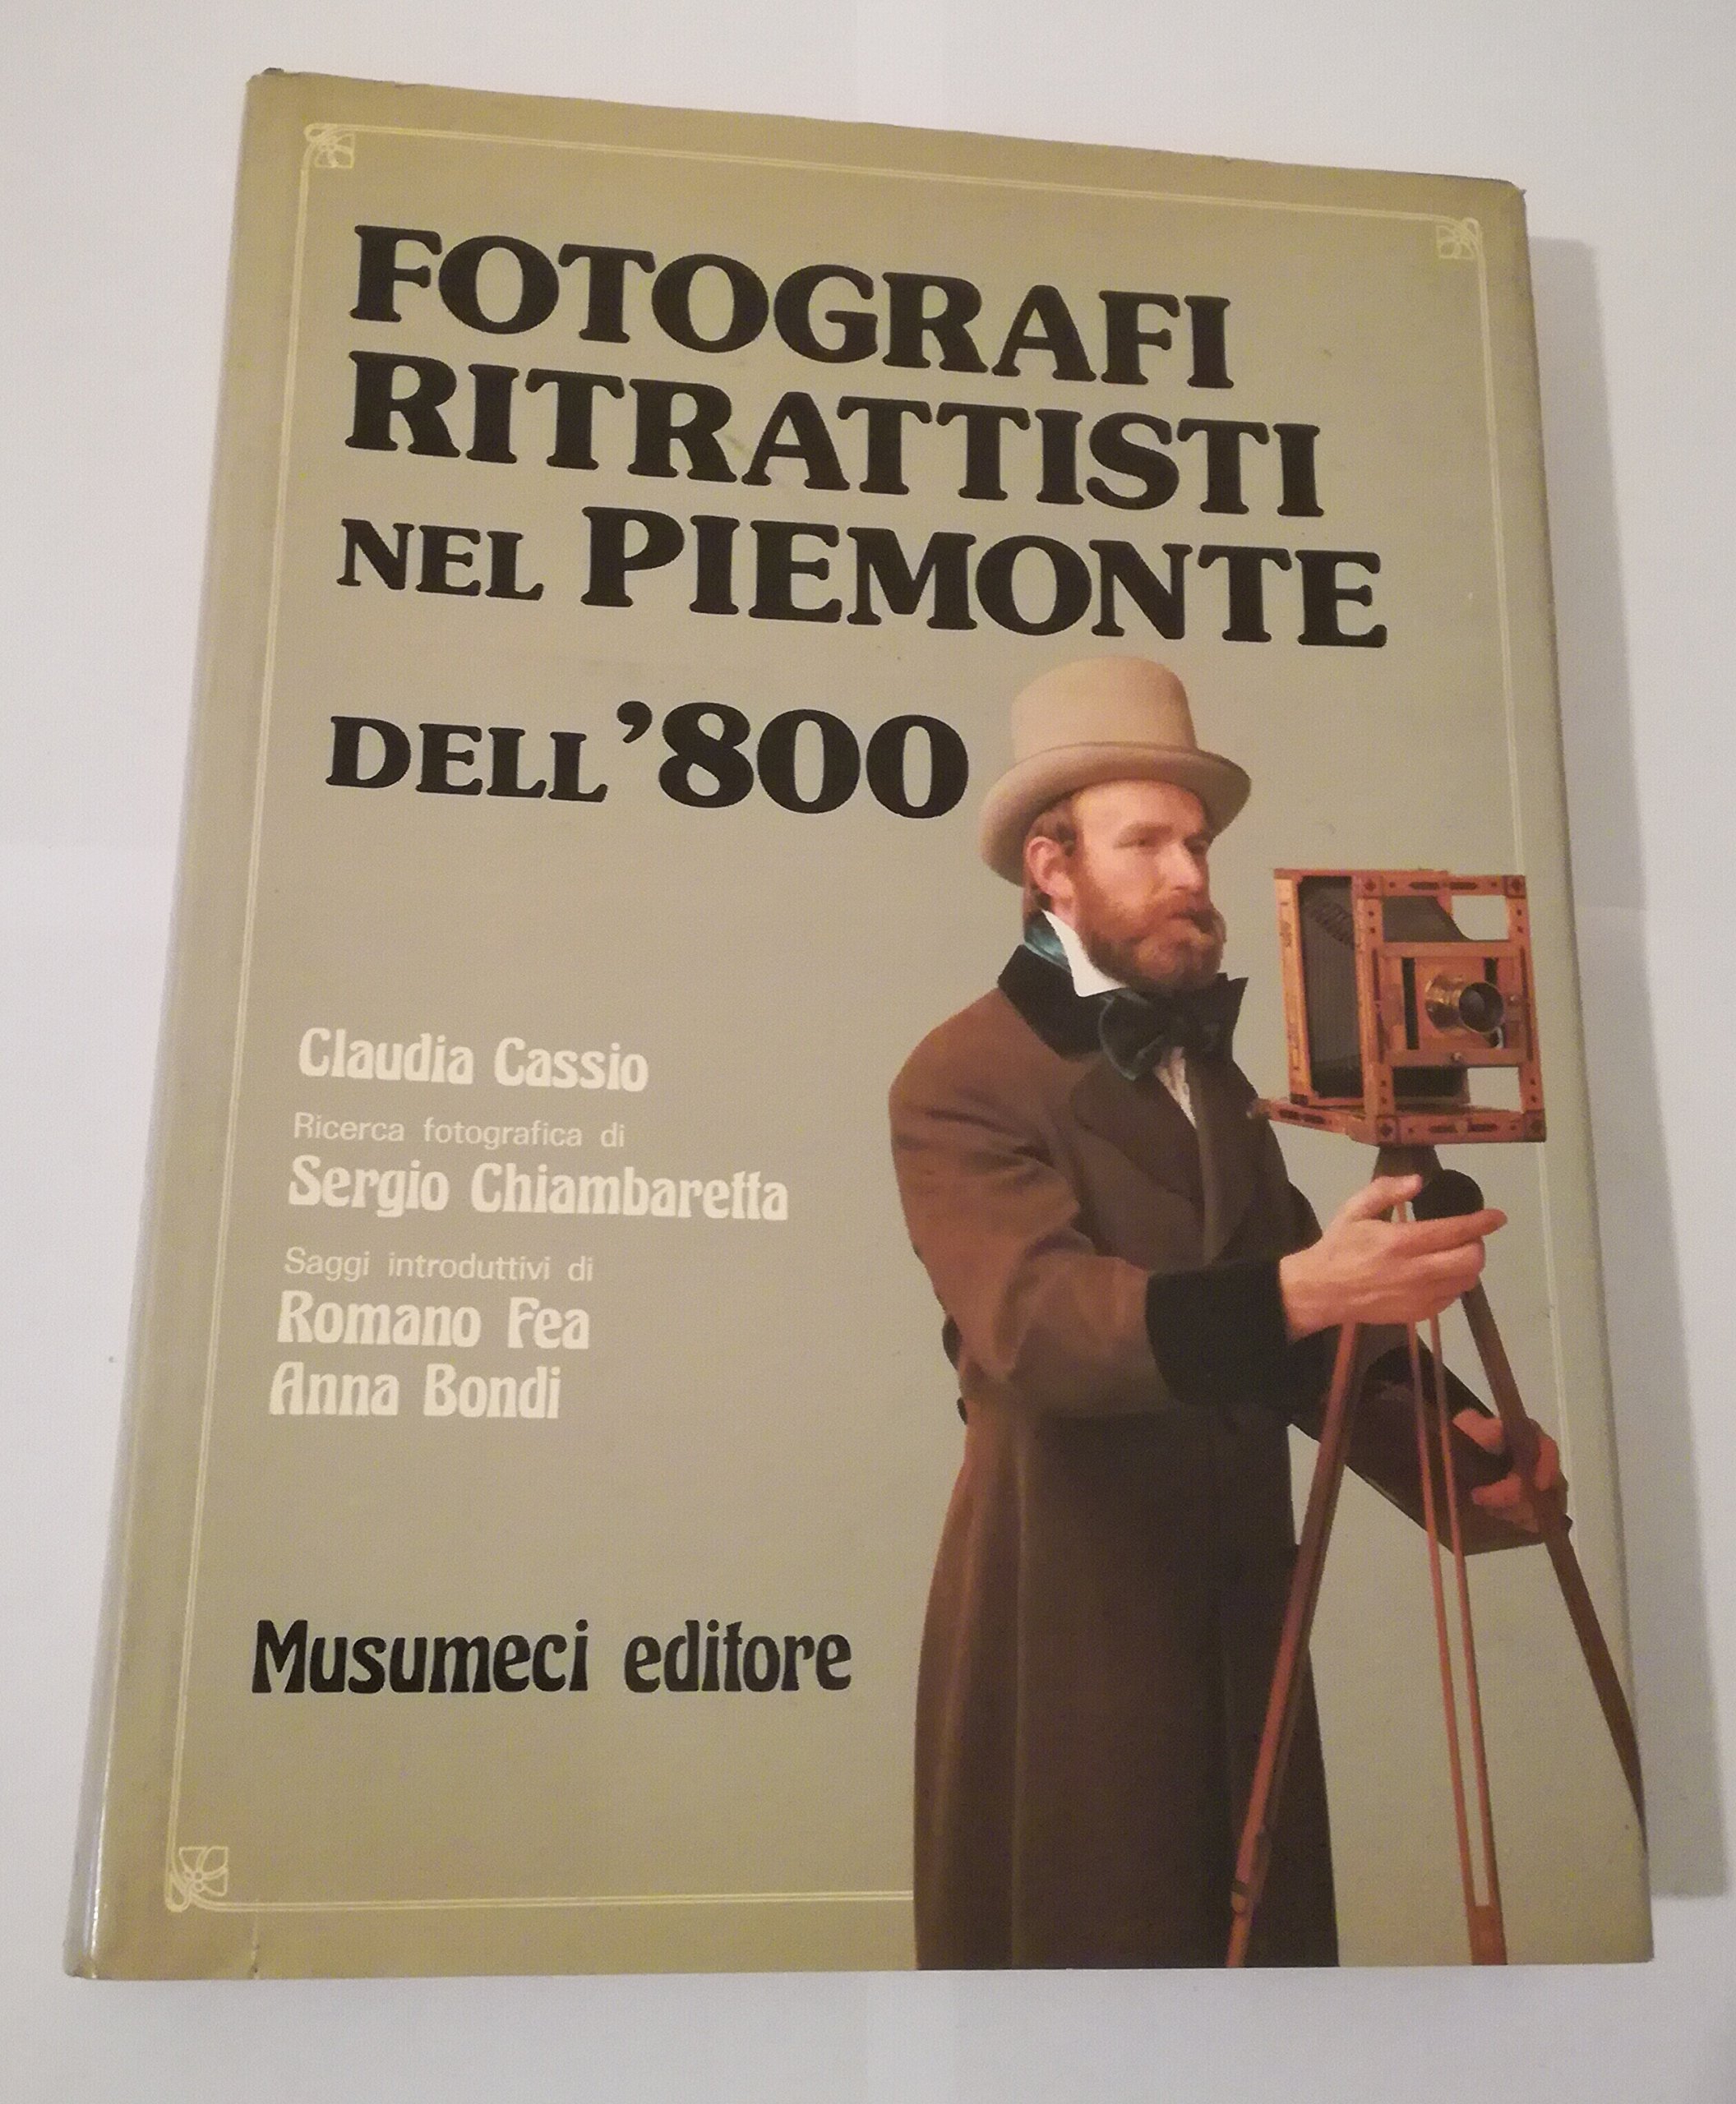 FOTOGRAFI
RITRATTISTI
NEL PIEMONTE
DELL'800
Claudia Cassio
Ricerca fotografica di
Sergio Chiambaretta
Saggi introduttivi di
Romano Fea
Anna Bondi
Musumeci editore